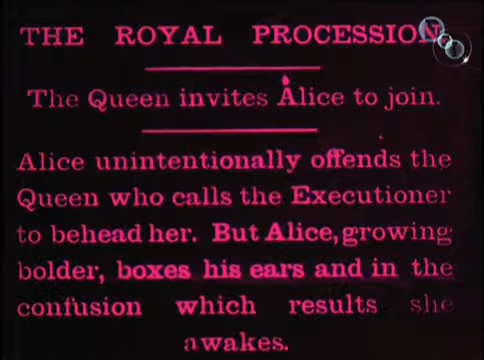 THE ROYAL PROCESSION
The Queen invites Alice to join.
Alice unintentionally offends the
Queen who calls the Executioner
to behead her. But Alice, growing
bolder, boxes his ears and in the
confusion which results she
awakes.